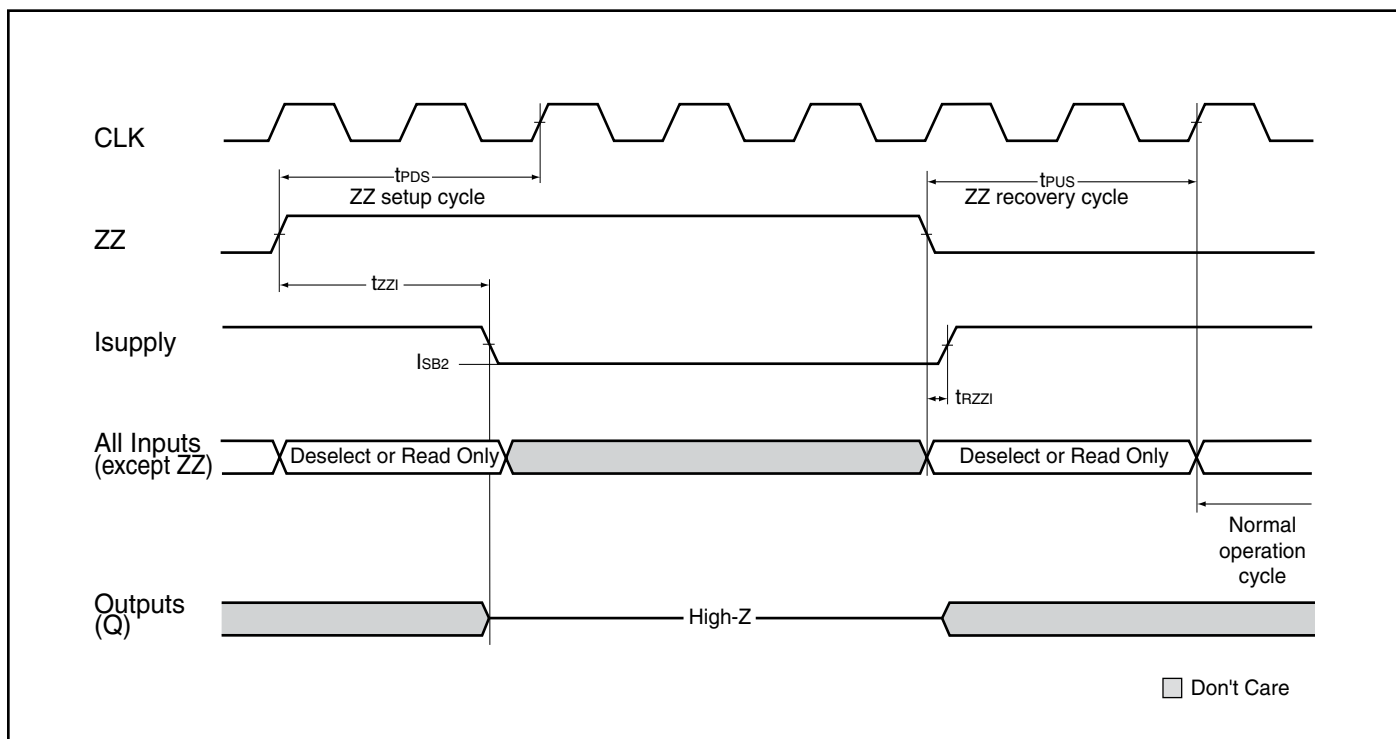 CLK
tPDS
ZZ setup cycle
tPUS
ZZ recovery cycle
ZZ
tZZI
Isupply
ISB2
tRZZI
All Inputs
(except ZZ)
Deselect or Read Only
Deselect or Read Only
Normal
operation
cycle
Outputs
(Q)
High-Z
Don't Care